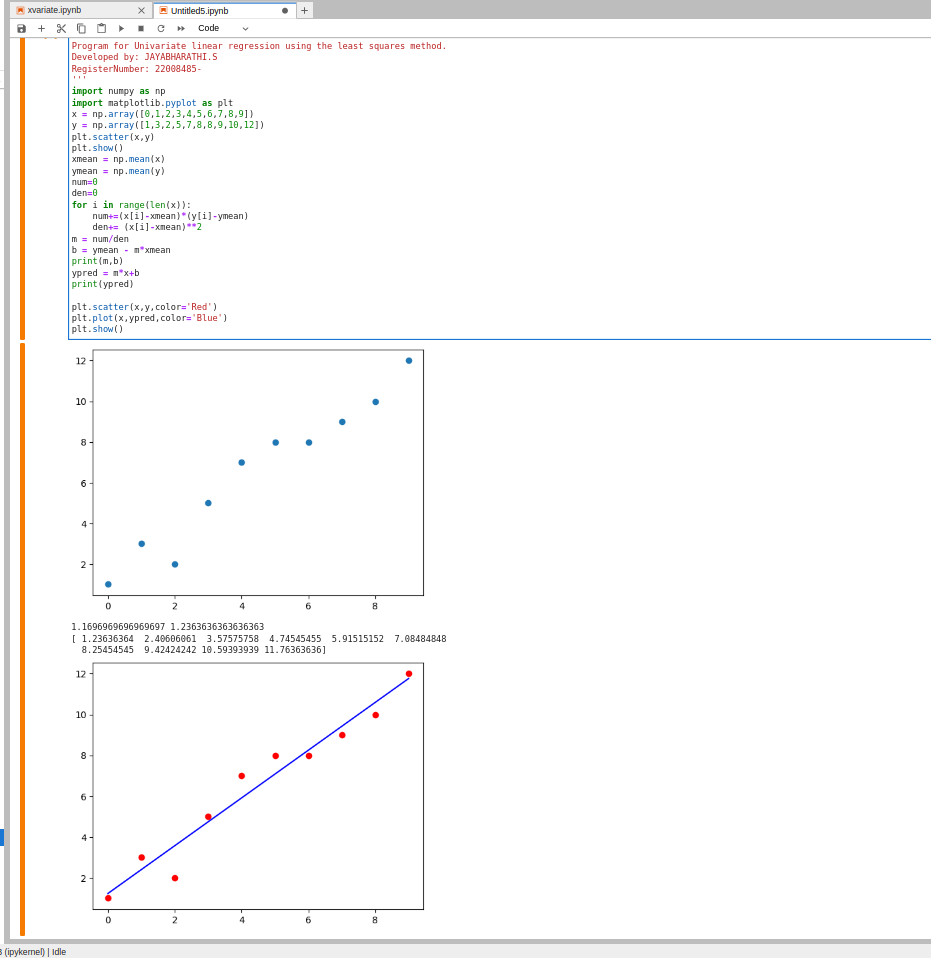 xvariate.ipynb
Untitled5.ipynb
Code
Program for Univariate linear regression using the least squares method.
Developed by: JAYABHARATHI.S
RegisterNumber: 22008485-
'''
import numpy as np
import matplotlib.pyplot as plt
x = np.array([0,1,2,3,4,5,6,7,8,9])
y = np.array([1,3,2,5,7,8,8,9,10,12])
plt.scatter(x,y)
plt.show()
xmean = np.mean(x)
ymean = np.mean(y)
num=0
den=0
for i in range(len(x)):
    num+=(x[i]-xmean)*(y[i]-ymean)
    den+= (x[i]-xmean)**2
m = num/den
b = ymean - m*xmean
print(m,b)
ypred = m*x+b
print(ypred)
plt.scatter(x,y,color='Red')
plt.plot(x,ypred,color='Blue')
plt.show()
12
10
8
6
4
2
0 2 4 6 8
1.1696969696969697 1.2363636363636363
[ 1.23636364  2.40606061  3.57575758  4.74545455  5.91515152  7.08484848
  8.25454545  9.42424242 10.59393939 11.76363636]
12
10
8
6
4
2
0 2 4 6 8
(ipykernel) | Idle